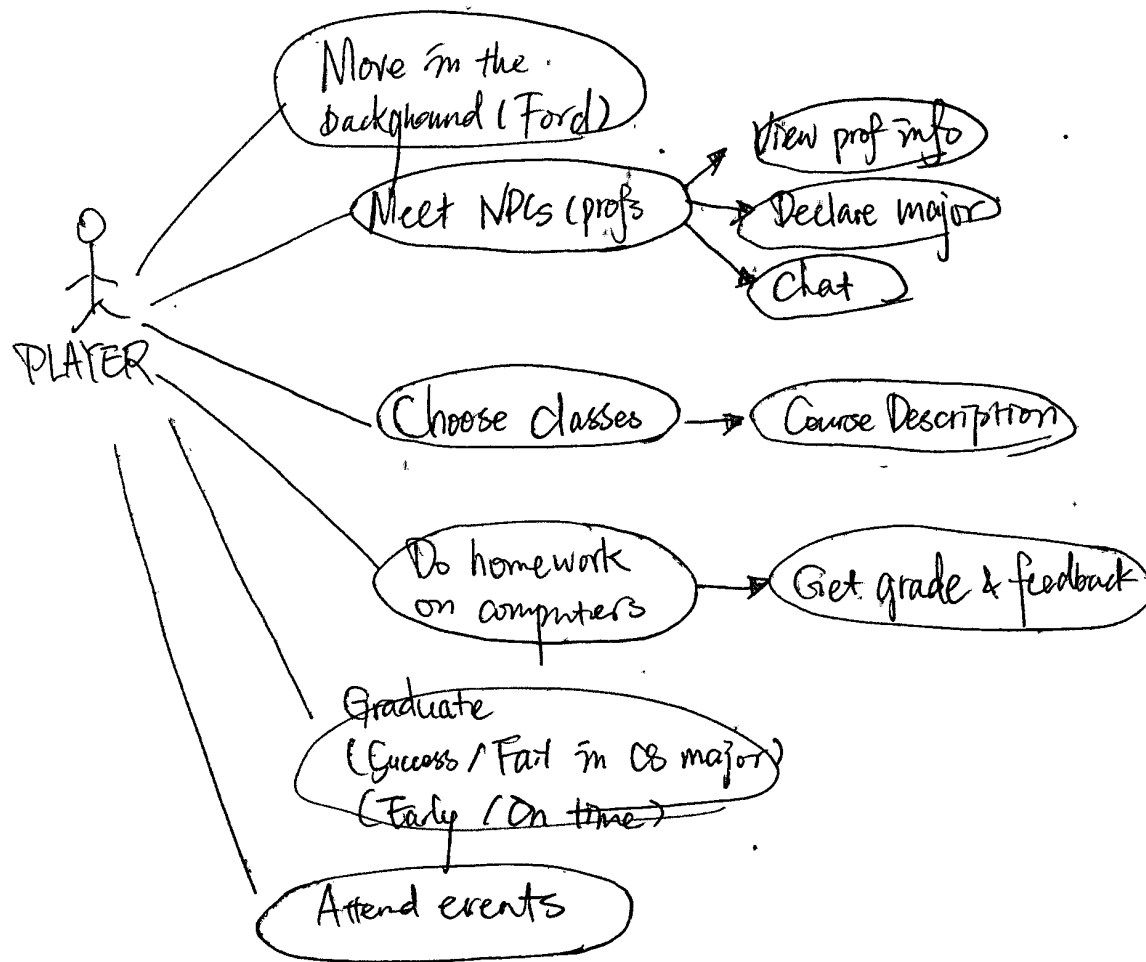 Move in the
background (Ford)
Meet NPCs (profs
View prof info
Declare major
Chat
PLAYER
Choose classes
Course Description
Do homework
on computers
Get grade & feedback
Graduate
(Success / Fail in CS major)
(Early / On time)
Attend events